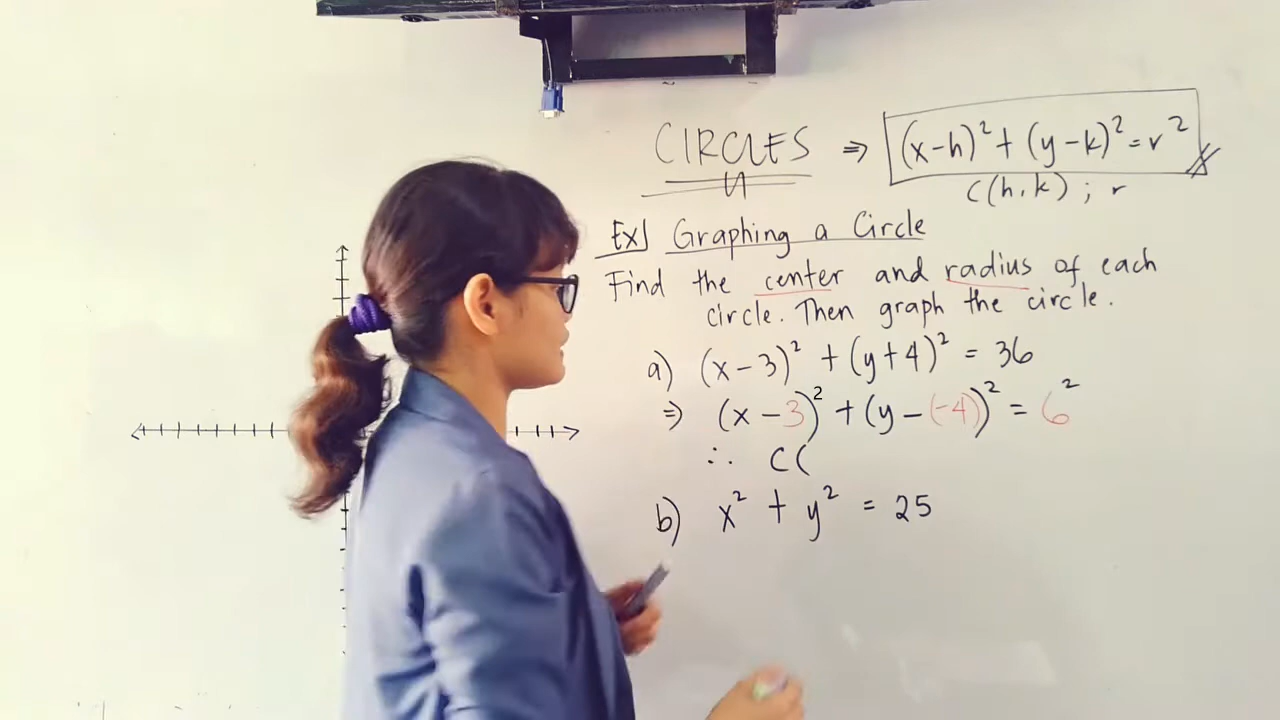 CIRCLES ⇒ (x-h)² + (y-k)² = r²
C(h,k) ; r
Ex] Graphing a Circle
Find the center and radius of each
circle. Then graph the circle.
a) (x-3)² + (y+4)² = 36
⇒ (x-3)² + (y-(-4))² = 6²
∴ C(
b) x² + y² = 25